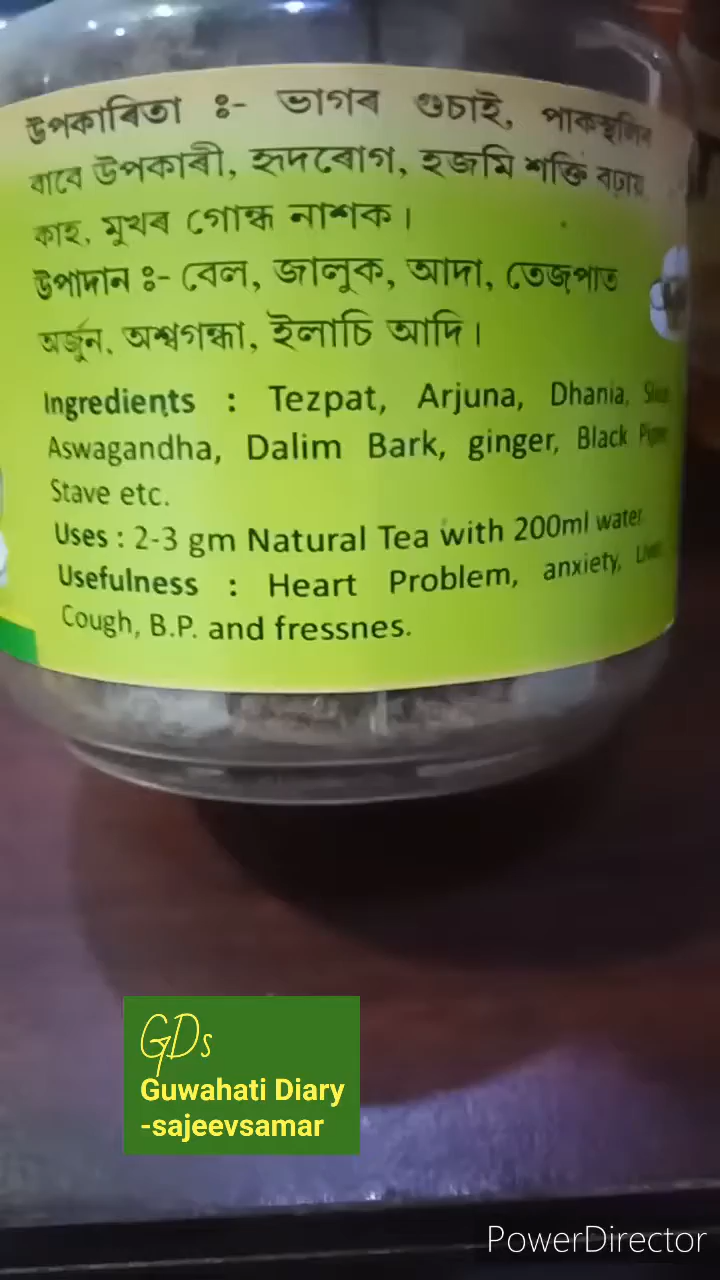 উপকাৰিতা ঃ- ভাগৰ গুচাই, পাকস্থলিৰ
বাবে উপকাৰী, হৃদৰোগ, হজমি শক্তি বঢ়ায়
কাহ, মুখৰ গোন্ধ নাশক।
উপাদান ঃ- বেল, জালুক, আদা, তেজপাত
অৰ্জুন, অশ্বগন্ধা, ইলাচি আদি।
Ingredients : Tezpat, Arjuna, Dhania,
Aswagandha, Dalim Bark, ginger, Black
Stave etc.
Uses : 2-3 gm Natural Tea with 200ml water
Usefulness : Heart Problem, anxiety,
Cough, B.P. and fressnes.
GDs
Guwahati Diary
-sajeevsamar
PowerDirector